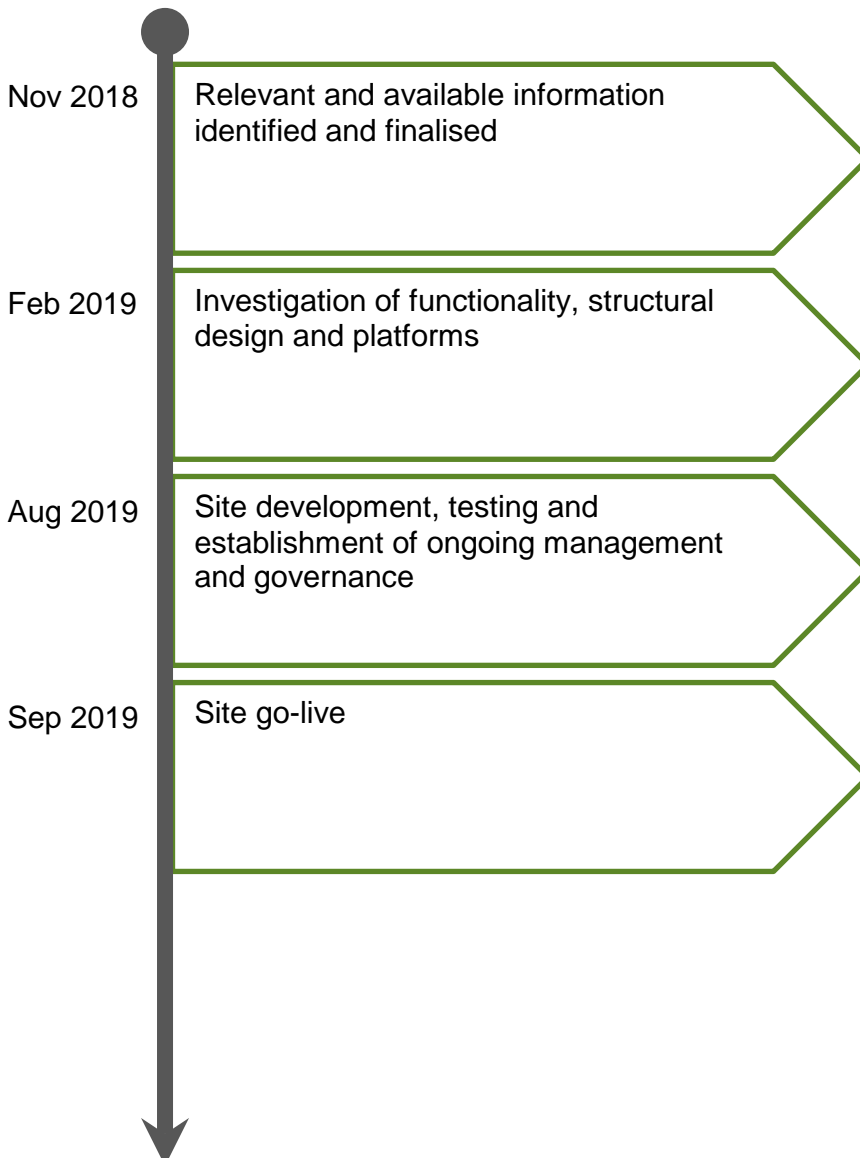 Nov 2018
Relevant and available information
identified and finalised
Feb 2019
Investigation of functionality, structural
design and platforms
Aug 2019
Site development, testing and
establishment of ongoing management
and governance
Sep 2019
Site go-live